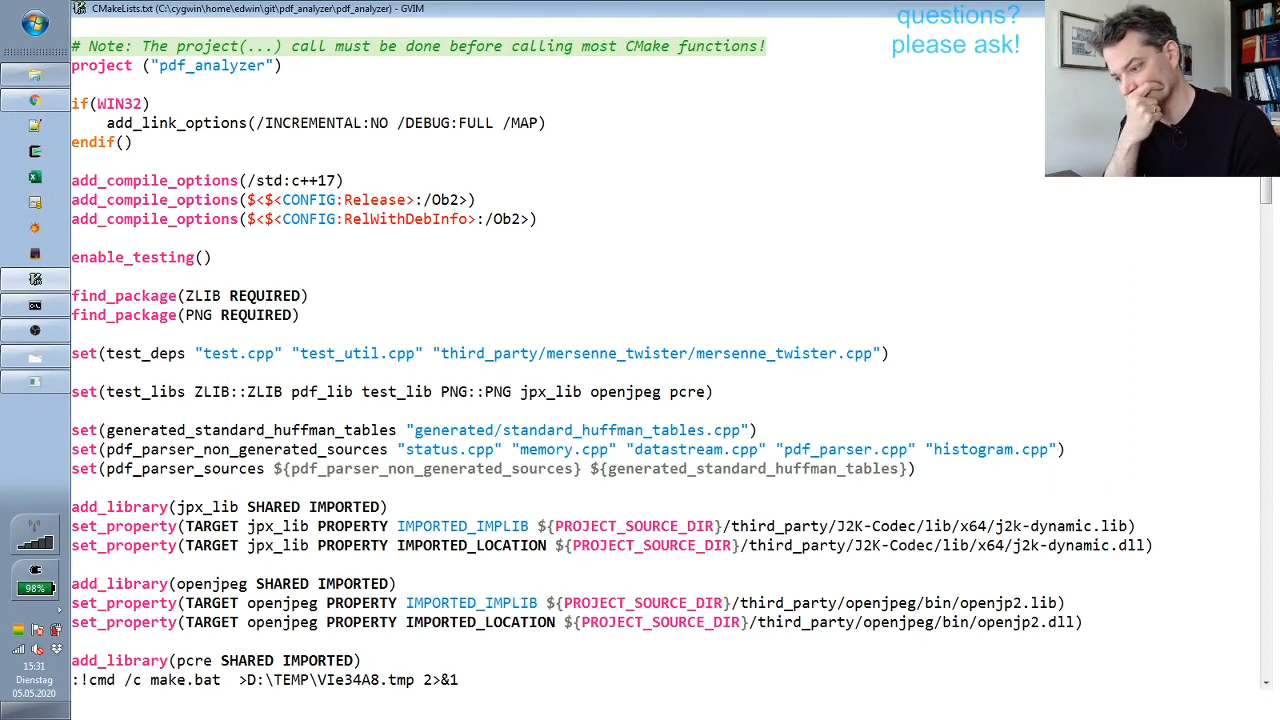 CMakeLists.txt (C:\cygwin\home\edwin\git\pdf_analyzer\pdf_analyzer) - GVIM
questions?
please ask!
# Note: The project(...) call must be done before calling most CMake functions!
project ("pdf_analyzer")
if(WIN32)
    add_link_options(/INCREMENTAL:NO /DEBUG:FULL /MAP)
endif()
add_compile_options(/std:c++17)
add_compile_options($<$<CONFIG:Release>:/Ob2>)
add_compile_options($<$<CONFIG:RelWithDebInfo>:/Ob2>)
enable_testing()
find_package(ZLIB REQUIRED)
find_package(PNG REQUIRED)
set(test_deps "test.cpp" "test_util.cpp" "third_party/mersenne_twister/mersenne_twister.cpp")
set(test_libs ZLIB::ZLIB pdf_lib test_lib PNG::PNG jpx_lib openjpeg pcre)
set(generated_standard_huffman_tables "generated/standard_huffman_tables.cpp")
set(pdf_parser_non_generated_sources "status.cpp" "memory.cpp" "datastream.cpp" "pdf_parser.cpp" "histogram.cpp")
set(pdf_parser_sources ${pdf_parser_non_generated_sources} ${generated_standard_huffman_tables})
add_library(jpx_lib SHARED IMPORTED)
set_property(TARGET jpx_lib PROPERTY IMPORTED_IMPLIB ${PROJECT_SOURCE_DIR}/third_party/J2K-Codec/lib/x64/j2k-dynamic.lib)
set_property(TARGET jpx_lib PROPERTY IMPORTED_LOCATION ${PROJECT_SOURCE_DIR}/third_party/J2K-Codec/lib/x64/j2k-dynamic.dll)
add_library(openjpeg SHARED IMPORTED)
set_property(TARGET openjpeg PROPERTY IMPORTED_IMPLIB ${PROJECT_SOURCE_DIR}/third_party/openjpeg/bin/openjp2.lib)
set_property(TARGET openjpeg PROPERTY IMPORTED_LOCATION ${PROJECT_SOURCE_DIR}/third_party/openjpeg/bin/openjp2.dll)
add_library(pcre SHARED IMPORTED)
:!cmd /c make.bat  >D:\TEMP\VIe34A8.tmp 2>&1
98%
15:31
Dienstag
05.05.2020